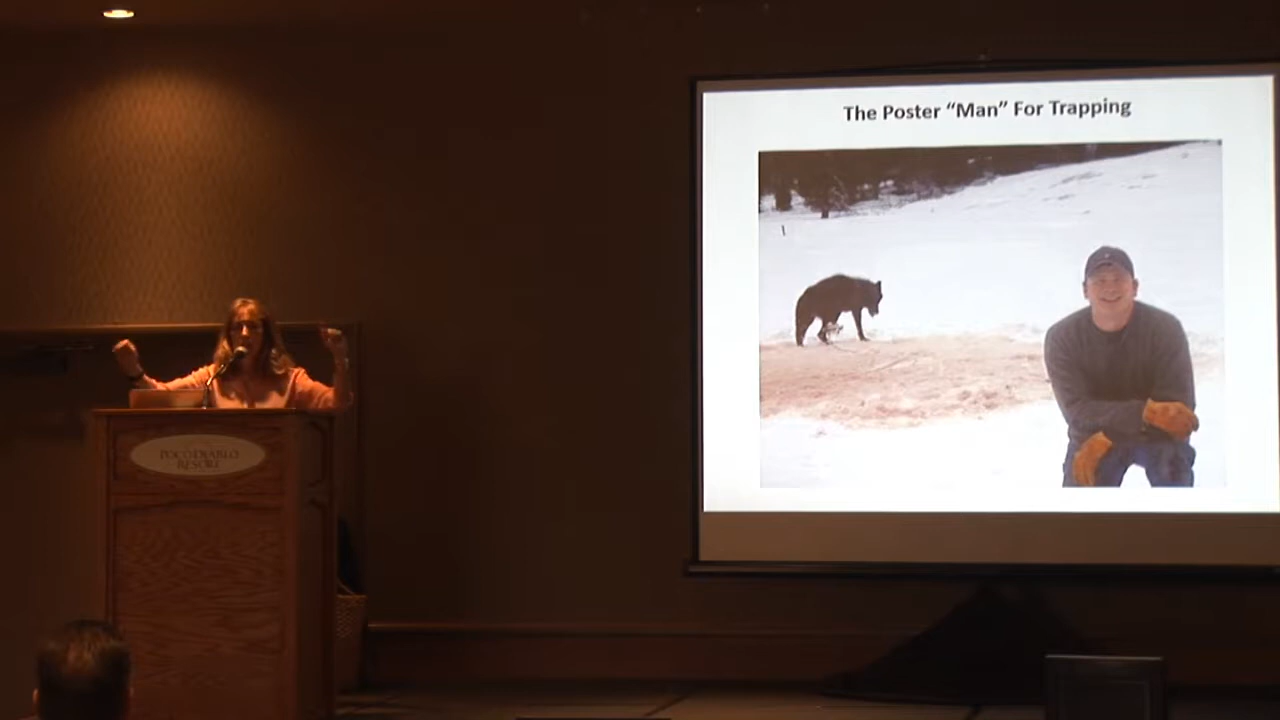 The Poster “Man” For Trapping
POCO DIABLO
RESORT